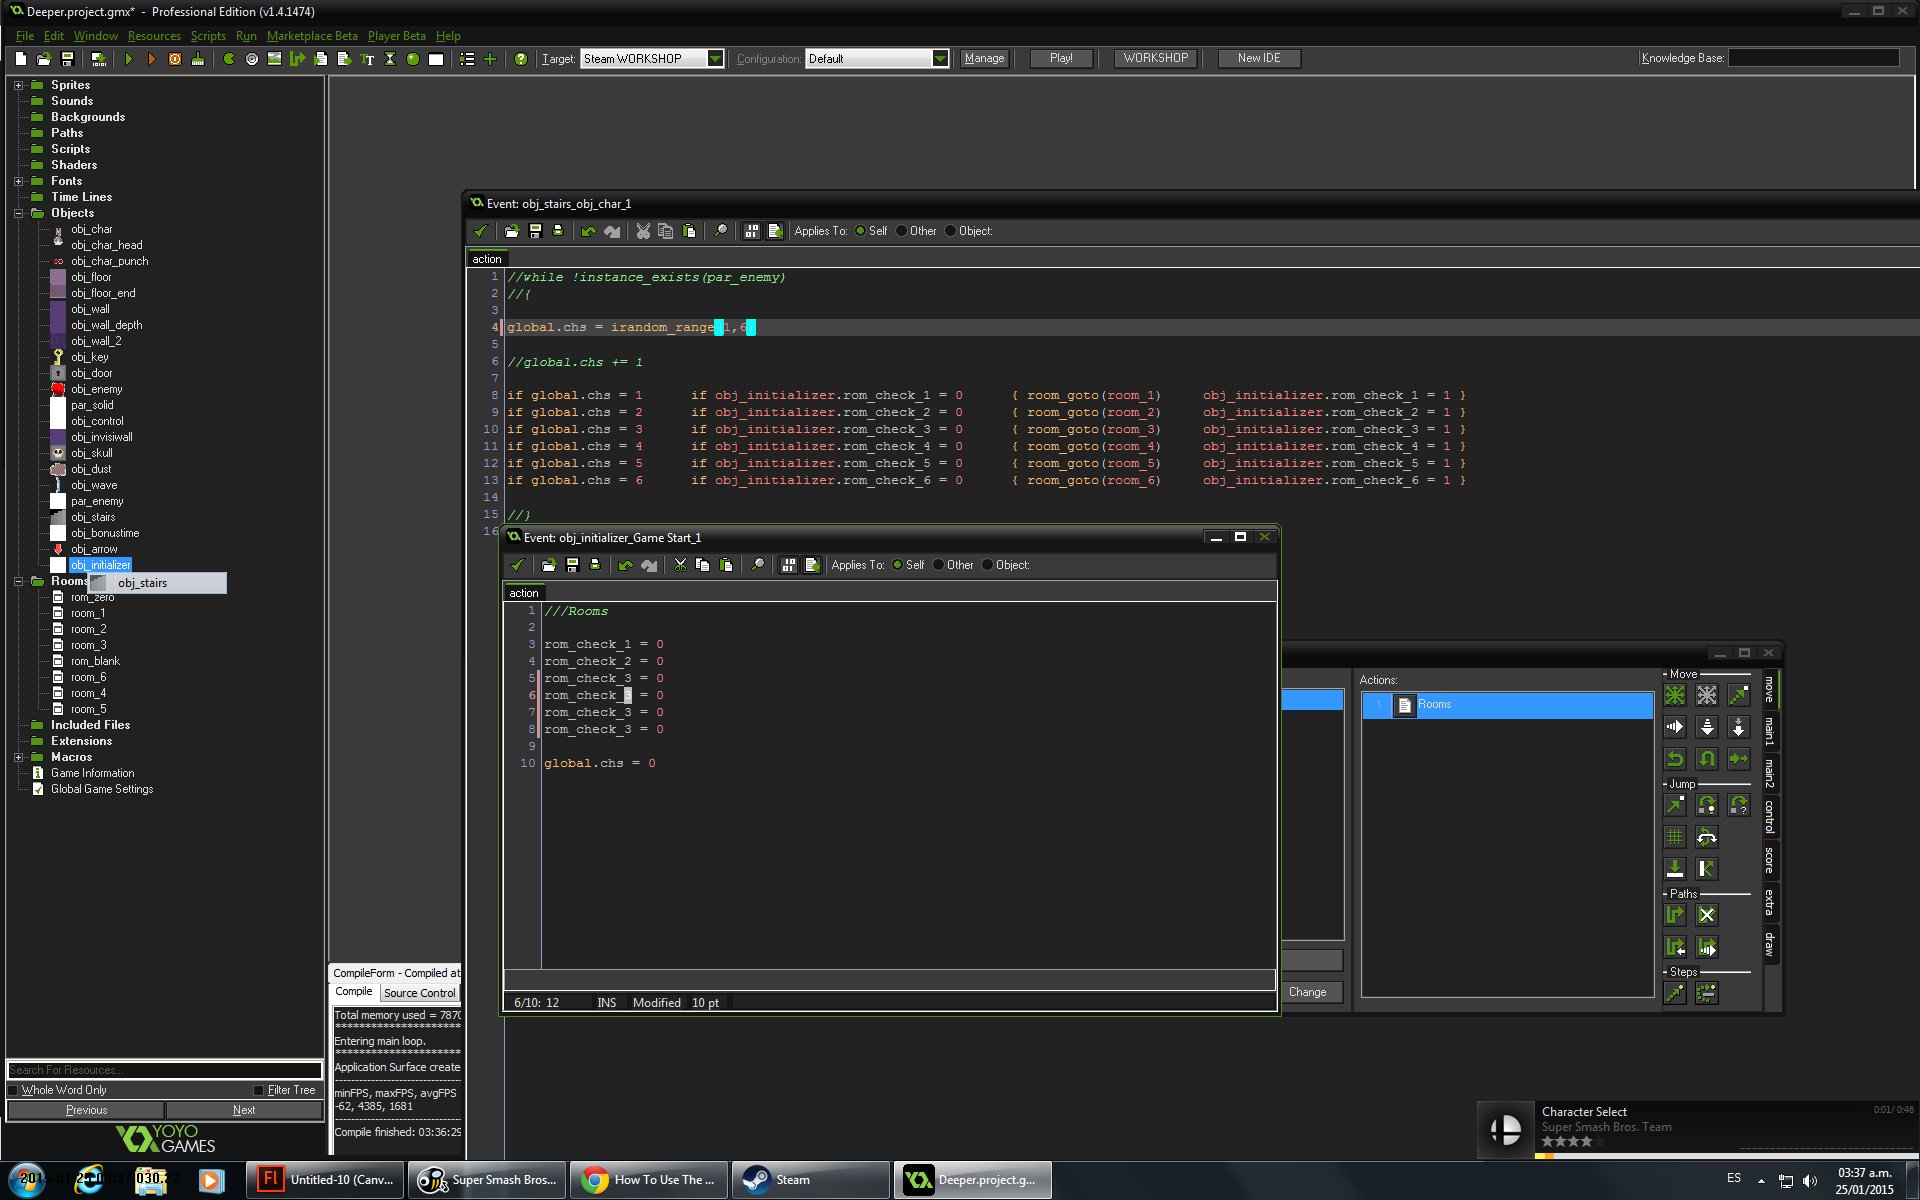 Deeper.project.gmx* - Professional Edition (v1.4.1474)
File Edit Window Resources Scripts Run Marketplace Beta Player Beta Help
Target: Steam WORKSHOP Configuration: Default Manage Play! WORKSHOP New IDE Knowledge Base:
Sprites
Sounds
Backgrounds
Paths
Scripts
Shaders
Fonts
Time Lines
Objects
obj_char
obj_char_head
obj_char_punch
obj_floor
obj_floor_end
obj_wall
obj_wall_depth
obj_wall_2
obj_key
obj_door
obj_enemy
par_solid
obj_control
obj_invisiwall
obj_skull
obj_dust
obj_wave
par_enemy
obj_stairs
obj_bonustime
obj_arrow
obj_initializer
Rooms
obj_stairs
rom_zero
room_1
room_2
room_3
rom_blank
room_6
room_4
room_5
Included Files
Extensions
Macros
Game Information
Global Game Settings
Search For Resources...
Whole Word Only Filter Tree
Previous Next
YOYO
GAMES
Event: obj_stairs_obj_char_1
Applies To: Self Other Object:
action
1 //while !instance_exists(par_enemy)
2 //{
3
4 global.chs = irandom_range(1,6)
5
6 //global.chs += 1
7
8 if global.chs = 1 if obj_initializer.rom_check_1 = 0 { room_goto(room_1) obj_initializer.rom_check_1 = 1 }
9 if global.chs = 2 if obj_initializer.rom_check_2 = 0 { room_goto(room_2) obj_initializer.rom_check_2 = 1 }
10 if global.chs = 3 if obj_initializer.rom_check_3 = 0 { room_goto(room_3) obj_initializer.rom_check_3 = 1 }
11 if global.chs = 4 if obj_initializer.rom_check_4 = 0 { room_goto(room_4) obj_initializer.rom_check_4 = 1 }
12 if global.chs = 5 if obj_initializer.rom_check_5 = 0 { room_goto(room_5) obj_initializer.rom_check_5 = 1 }
13 if global.chs = 6 if obj_initializer.rom_check_6 = 0 { room_goto(room_6) obj_initializer.rom_check_6 = 1 }
14
15 //}
16
Event: obj_initializer_Game Start_1
Applies To: Self Other Object:
action
1 ///Rooms
2
3 rom_check_1 = 0
4 rom_check_2 = 0
5 rom_check_3 = 0
6 rom_check_3 = 0
7 rom_check_3 = 0
8 rom_check_3 = 0
9
10 global.chs = 0
6/10: 12 INS Modified 10 pt
Actions:
1 Rooms
Change
Move
Jump
Paths
Steps
move
main1
main2
control
score
extra
draw
CompileForm - Compiled at
Compile Source Control
Total memory used = 7870
**********************
Entering main loop.
**********************
Application Surface create
minFPS, maxFPS, avgFPS
-62, 4385, 1681
Compile finished: 03:36:29
Character Select 0:01/ 0:46
Super Smash Bros. Team
Untitled-10 (Canv...
Super Smash Bros...
How To Use The ...
Steam
Deeper.project.g...
ES
03:37 a.m.
25/01/2015